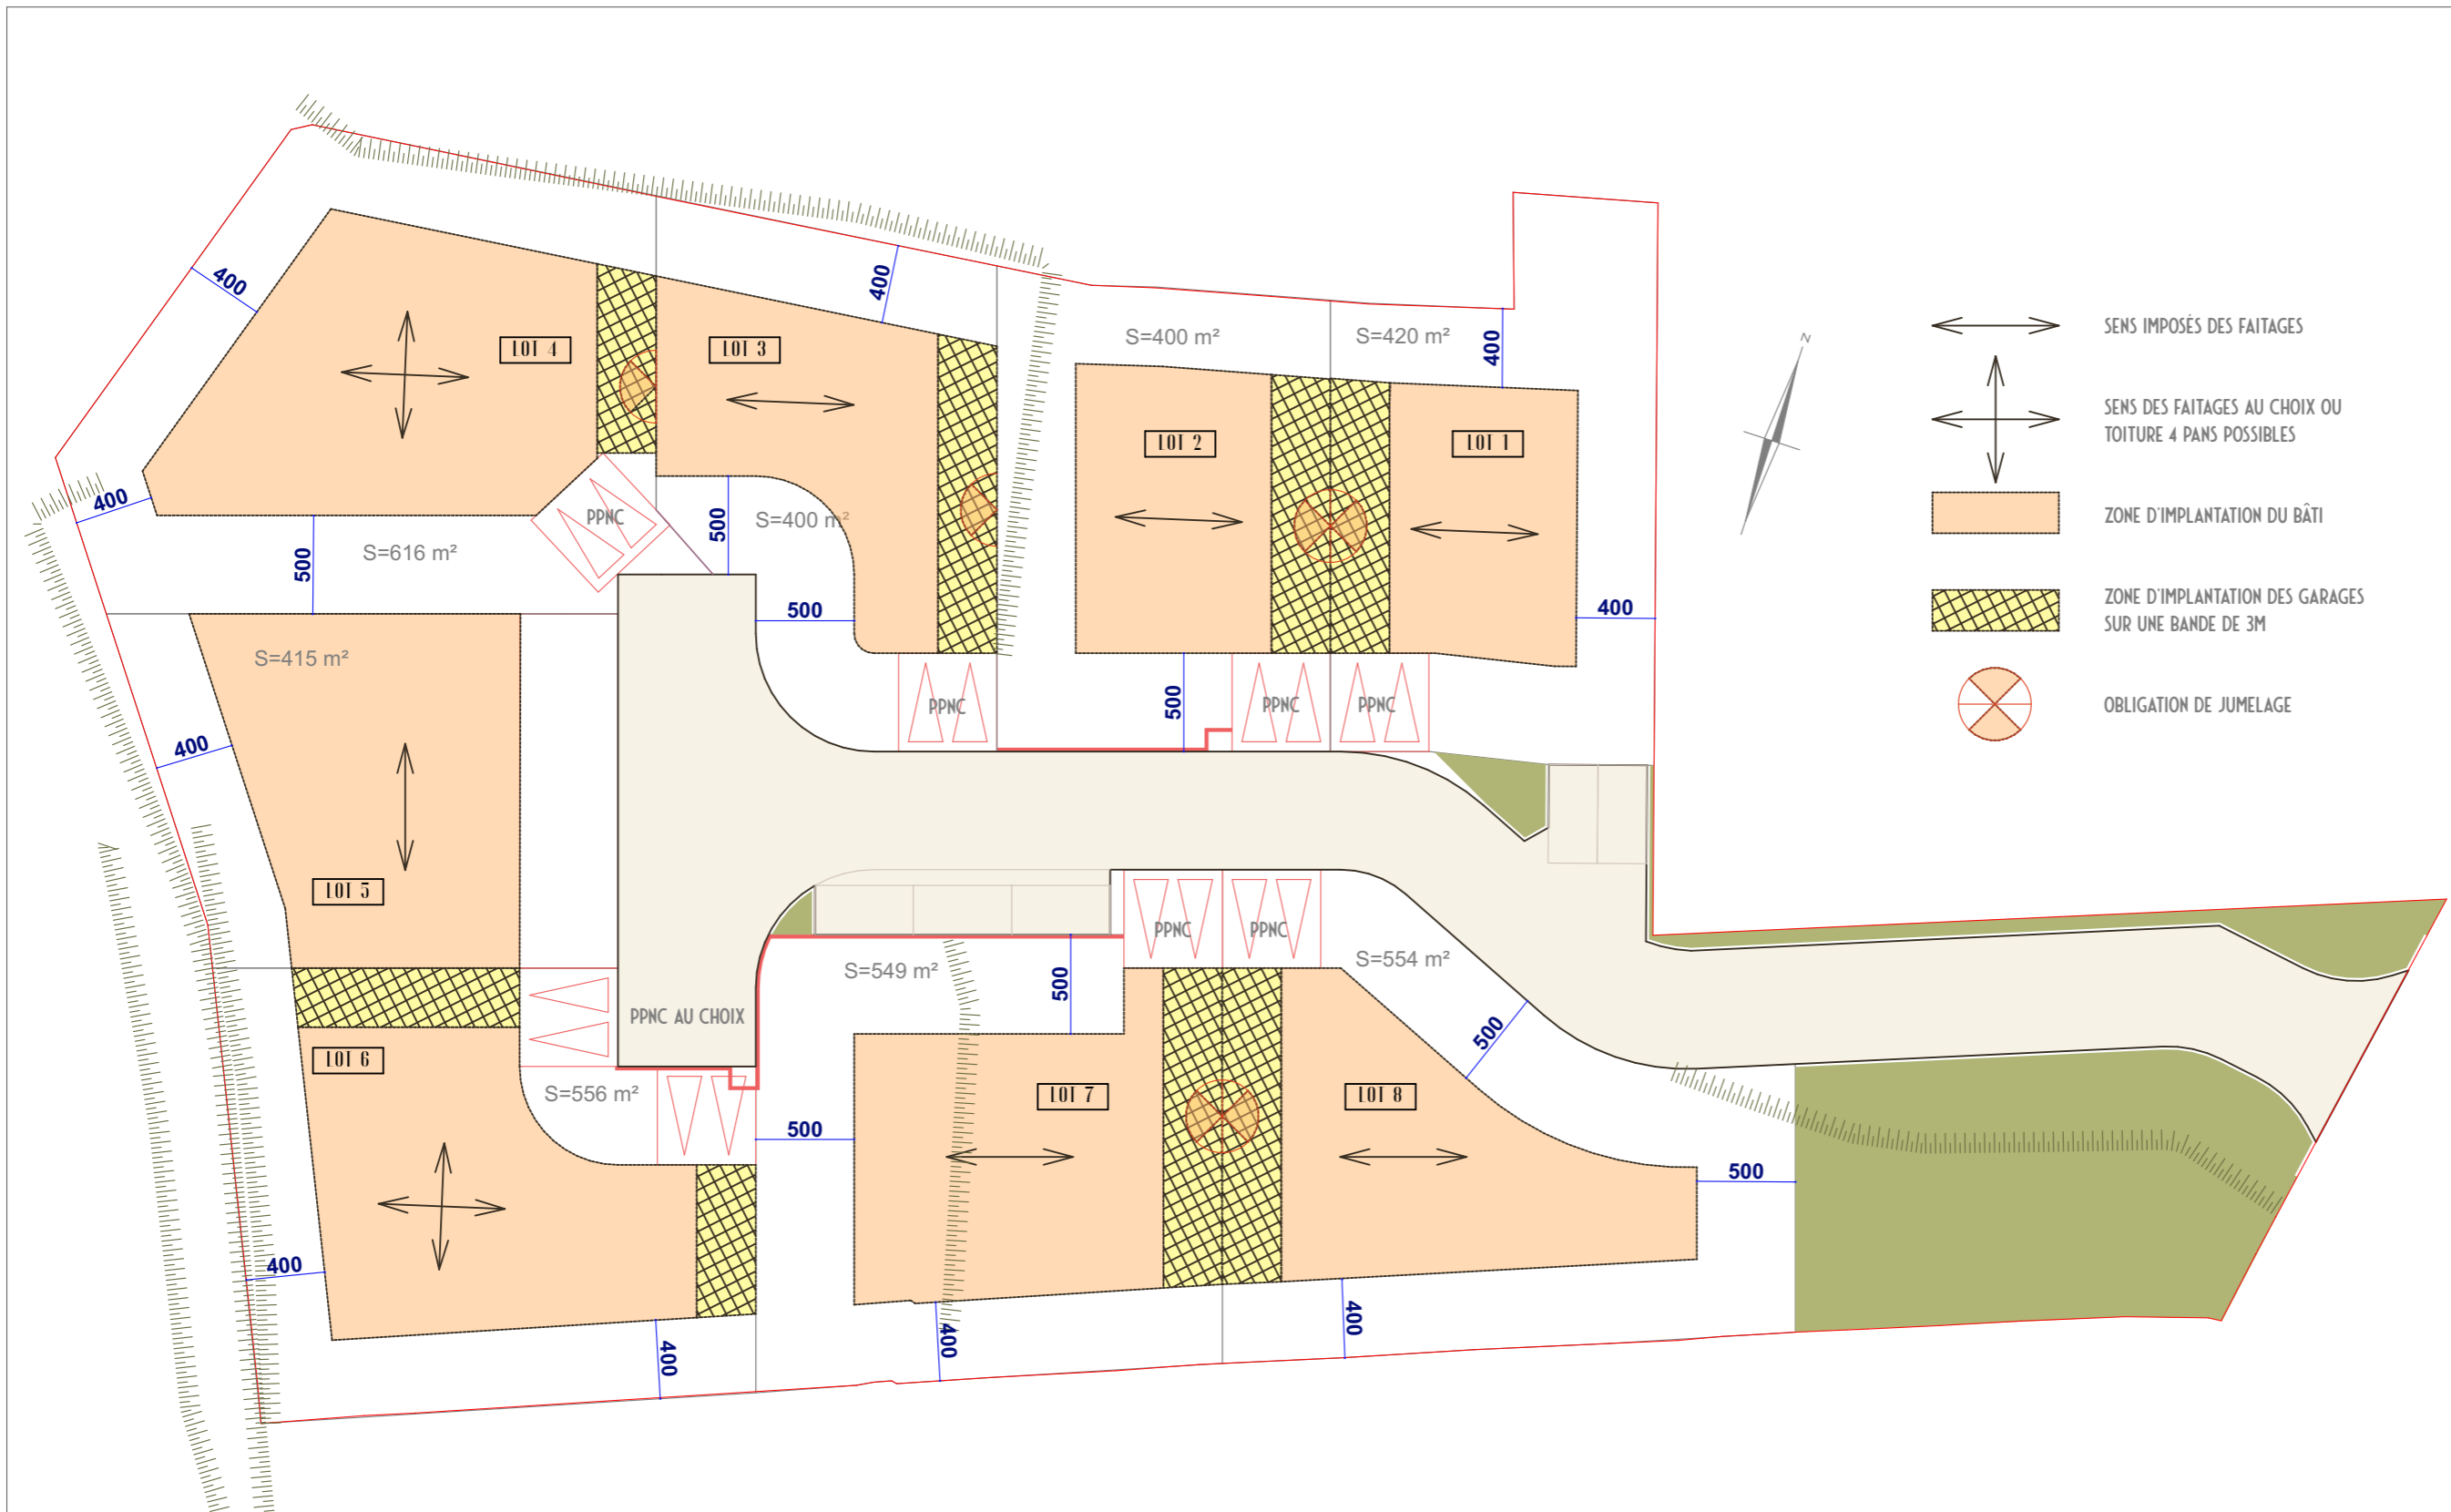 N
400
400
S=400 m²
S=420 m²
400
SENS IMPOSÉS DES FAITAGES
LOT 4
LOT 3
SENS DES FAITAGES AU CHOIX OU
TOITURE 4 PANS POSSIBLES
LOT 2
LOT 1
400
PPNC
500
S=400 m²
ZONE D'IMPLANTATION DU BÂTI
S=616 m²
500
500
400
ZONE D'IMPLANTATION DES GARAGES
SUR UNE BANDE DE 3M
S=415 m²
PPNC
500
PPNC
PPNC
OBLIGATION DE JUMELAGE
400
LOT 5
PPNC
PPNC
S=549 m²
500
S=554 m²
PPNC AU CHOIX
500
LOT 6
S=556 m²
LOT 7
LOT 8
500
500
400
400
400
400